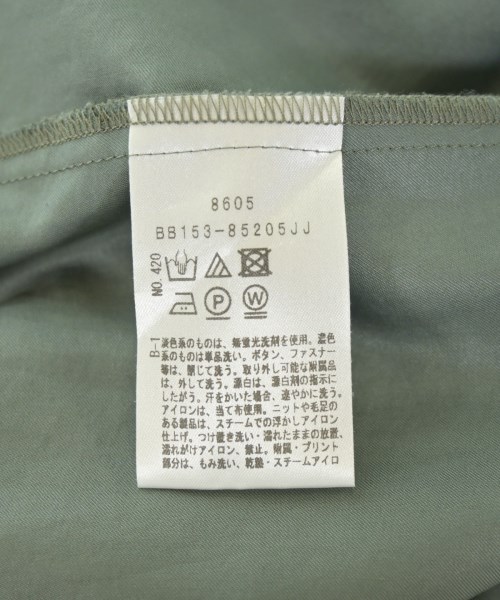 8605
BB153-85205JJ
NO.420
P
W
B-1
淡色系のものは、無蛍光洗剤を使用。濃色
系のものは単品洗い。ボタン、ファスナー
等は、閉じて洗う。取り外し可能な附属品
は、外して洗う。漂白は、漂白剤の指示に
したがう。汗をかいた場合、速やかに洗う。
アイロンは、当て布使用。ニットや毛足の
ある製品は、スチームでの浮かしアイロン
仕上げ。つけ置き洗い・濡れたままの放置、
濡れがけアイロン、禁止。附属・プリント
部分は、もみ洗い、乾燥・スチームアイロ